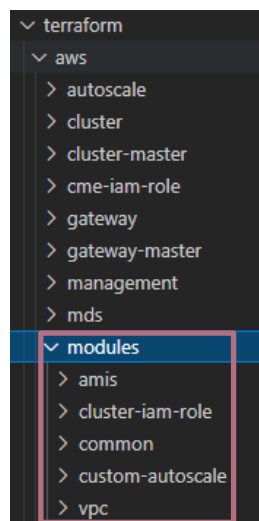 terraform
aws
autoscale
cluster
cluster-master
cme-iam-role
gateway
gateway-master
management
mds
modules
amis
cluster-iam-role
common
custom-autoscale
vpc